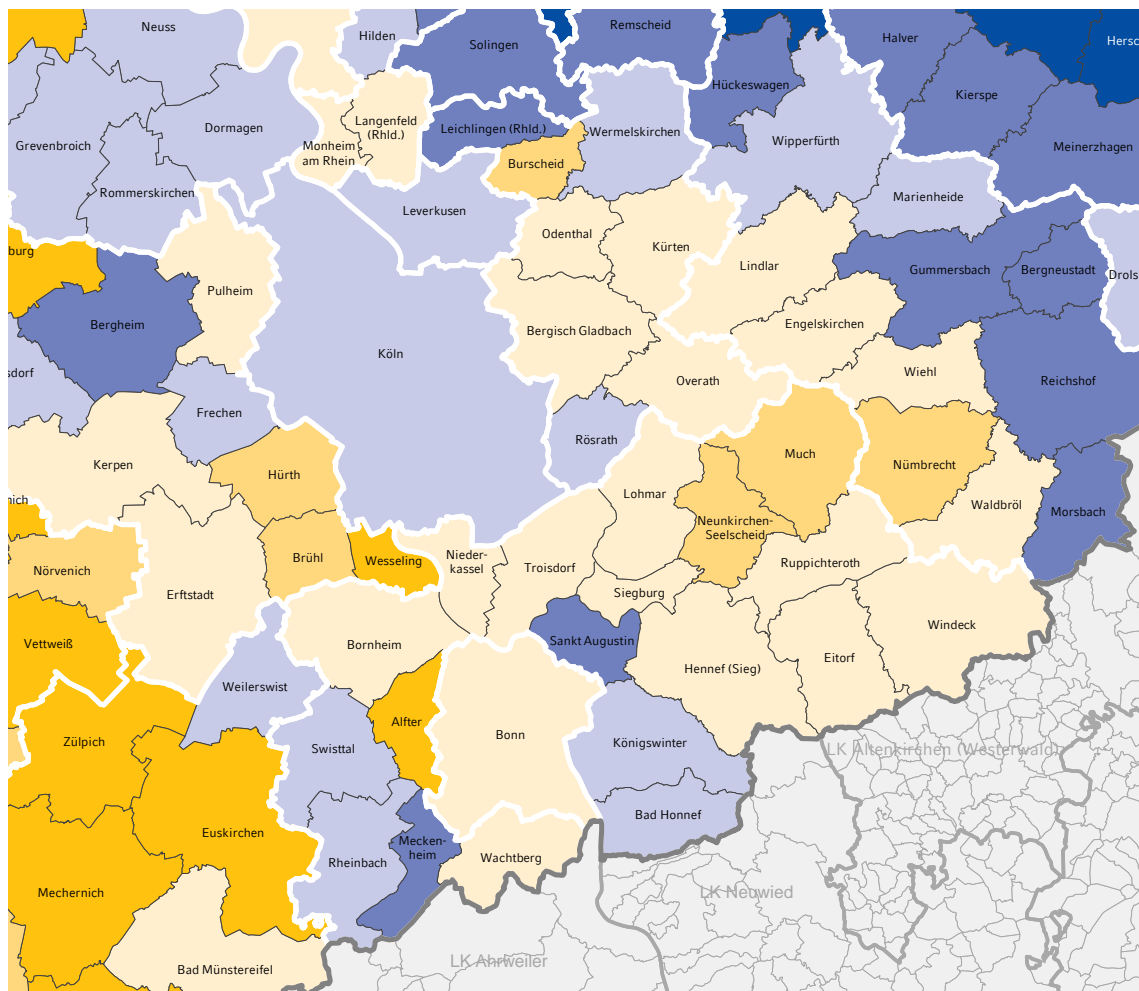 Neuss
Hilden
Solingen
Remscheid
Halver
Hersc
Hückeswagen
Kierspe
Grevenbroich
Dormagen
Langenfeld
(Rhld.)
Monheim
am Rhein
Leichlingen (Rhld.)
Burscheid
Wermelskirchen
Wipperfürth
Meinerzhagen
Rommerskirchen
Leverkusen
Marienheide
Odenthal
Kürten
Lindlar
Gummersbach
Bergneustadt
Drols
burg
Bergheim
Pulheim
Bergisch Gladbach
Engelskirchen
Köln
sdorf
Overath
Wiehl
Reichshof
Frechen
Rösrath
Kerpen
Hürth
Lohmar
Much
Nümbrecht
nich
Waldbröl
Morsbach
Neunkirchen-
Seelscheid
Nörvenich
Brühl
Wesseling
Nieder-
kassel
Troisdorf
Ruppichteroth
Erftstadt
Siegburg
Windeck
Vettweiß
Bornheim
Sankt Augustin
Hennef (Sieg)
Eitorf
Weilerswist
Zülpich
Swisttal
Alfter
Bonn
Königswinter
LK Altenkirchen (Westerwald)
Euskirchen
Bad Honnef
Rheinbach
Mecken-
heim
Wachtberg
Mechernich
LK Neuwied
Bad Münstereifel
LK Ahrweiler